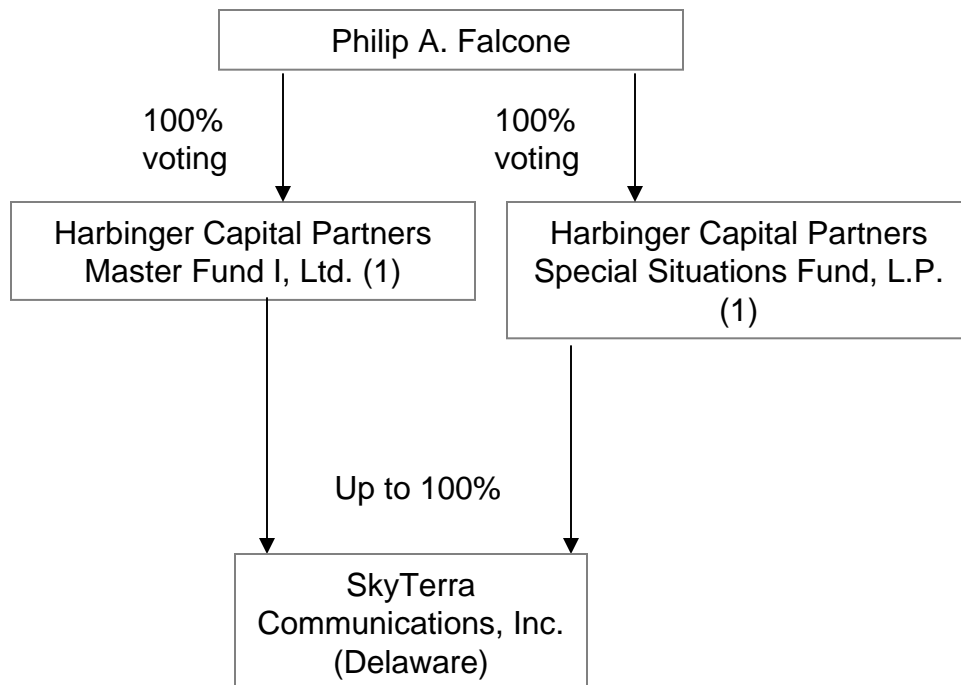 Philip A. Falcone
100%
voting
100%
voting
Harbinger Capital Partners
Master Fund I, Ltd. (1)
Harbinger Capital Partners
Special Situations Fund, L.P.
(1)
Up to 100%
SkyTerra
Communications, Inc.
(Delaware)